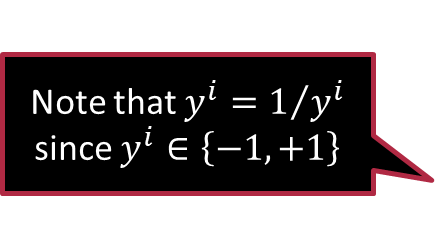 Note that yⁱ = 1/yⁱ
since yⁱ ∈ {−1, +1}